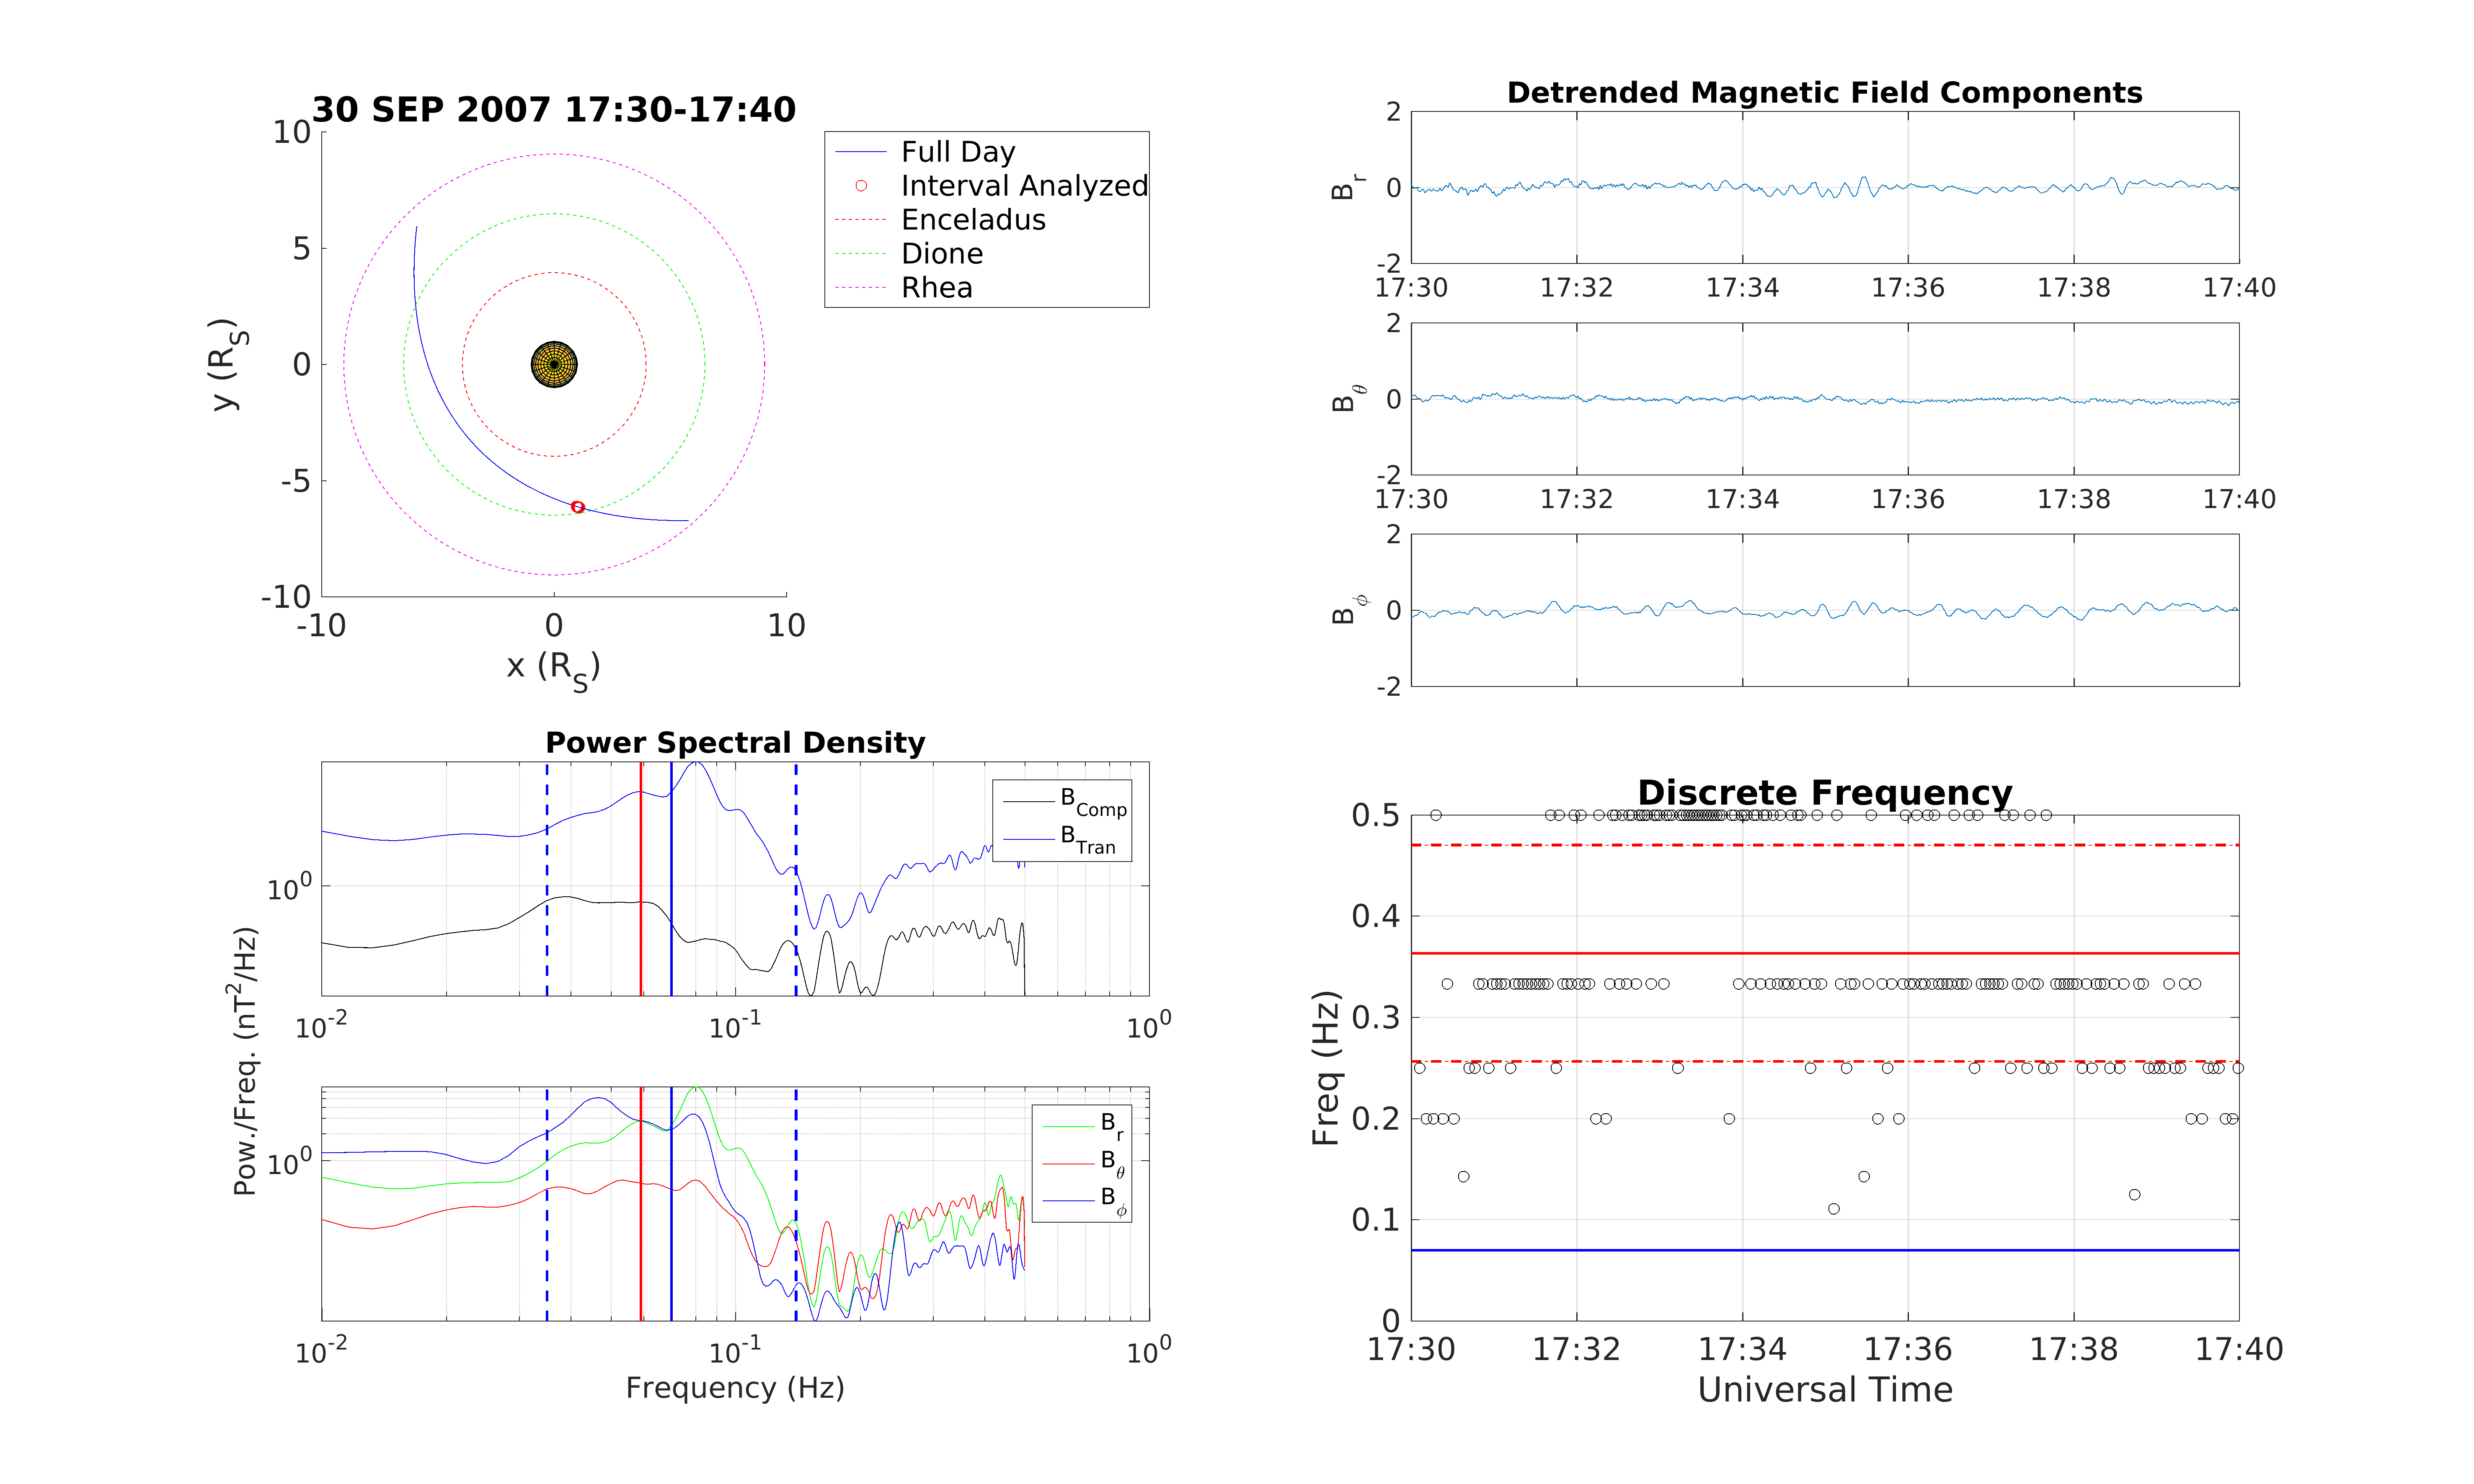 30 SEP 2007 17:30-17:40
10
5
0
-5
-10
-10 0 10
y (R_S)
x (R_S)
Full Day
Interval Analyzed
Enceladus
Dione
Rhea
Detrended Magnetic Field Components
2
0
-2
B_r
17:30 17:32 17:34 17:36 17:38 17:40
2
0
-2
B_θ
17:30 17:32 17:34 17:36 17:38 17:40
2
0
-2
B_ϕ
Power Spectral Density
10^0
B_Comp
B_Tran
10^-2 10^-1 10^0
Pow./Freq. (nT^2/Hz)
10^0
B_r
B_θ
B_ϕ
10^-2 10^-1 10^0
Frequency (Hz)
Discrete Frequency
0.5
0.4
0.3
0.2
0.1
0
Freq (Hz)
17:30 17:32 17:34 17:36 17:38 17:40
Universal Time